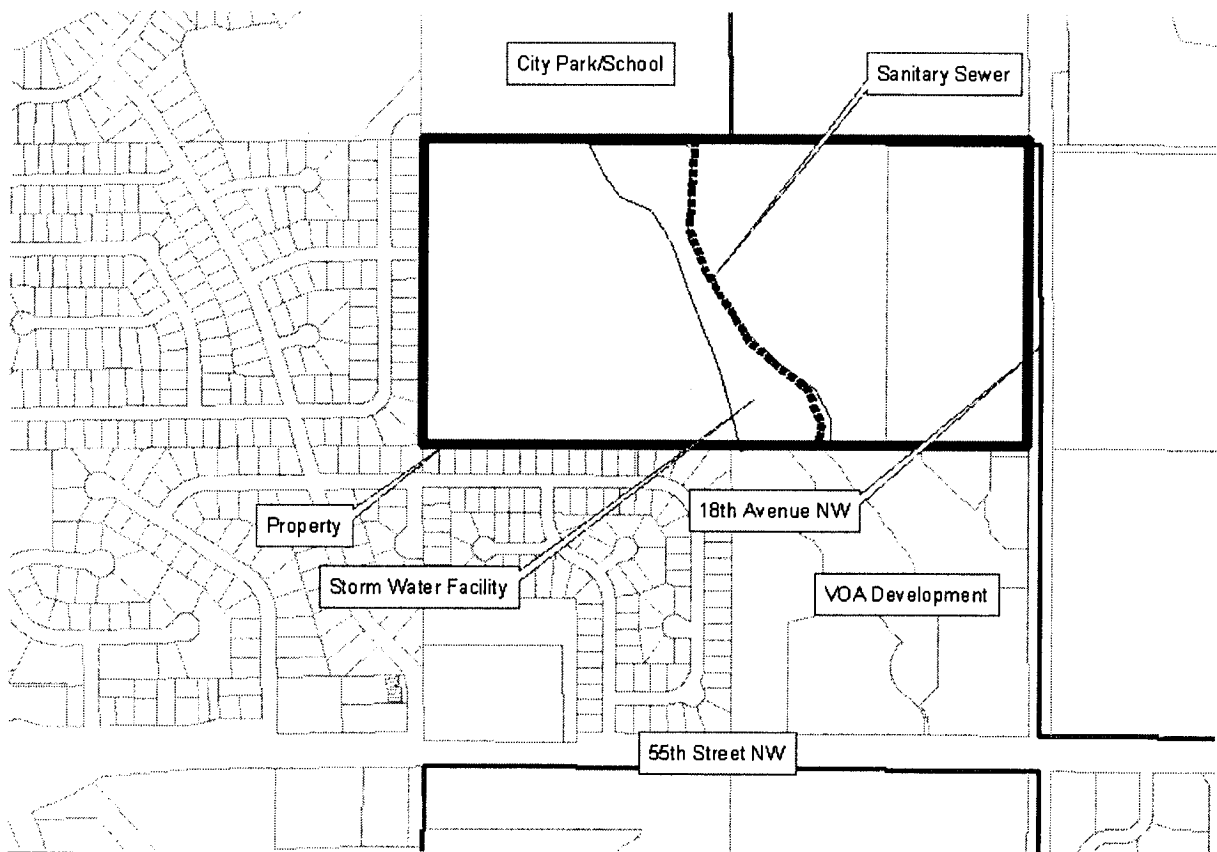 City Park/School
Sanitary Sewer
18th Avenue NW
Property
Storm Water Facility
VOA Development
55th Street NW